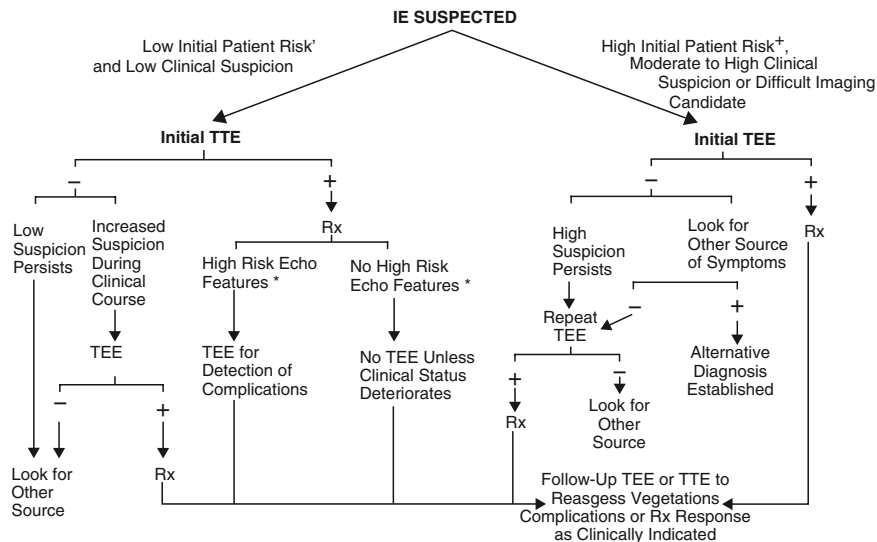 IE SUSPECTED
Low Initial Patient Risk'
and Low Clinical Suspicion
High Initial Patient Risk+,
Moderate to High Clinical
Suspicion or Difficult Imaging
Candidate
Initial TTE
Initial TEE
−
+
−
+
Low
Suspicion
Persists
Increased
Suspicion
During
Clinical
Course
Rx
High
Suspicion
Persists
Look for
Other Source
of Symptoms
Rx
High Risk Echo
Features *
No High Risk
Echo Features *
−
+
Repeat
TEE
TEE
TEE for
Detection of
Complications
No TEE Unless
Clinical Status
Deteriorates
Alternative
Diagnosis
Established
−
+
+
−
Rx
Look for
Other
Source
Look for
Other
Source
Rx
Follow-Up TEE or TTE to
Reasgess Vegetations
Complications or Rx Response
as Clinically Indicated